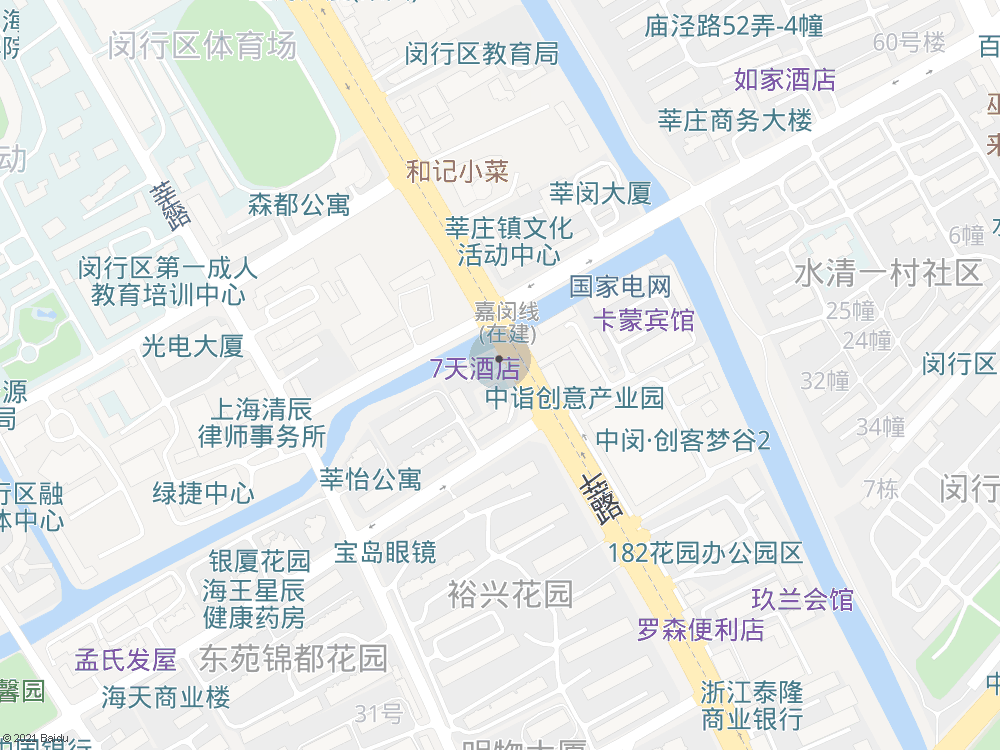 闵行区体育场
闵行区教育局
庙泾路52弄-4幢
60号楼
如家酒店
莘庄商务大楼
和记小菜
莘闵大厦
森都公寓
莘庄镇文化
活动中心
6幢
闵行区第一成人
教育培训中心
水清一村社区
国家电网
25幢
卡蒙宾馆
嘉闵线
(在建)
光电大厦
24幢
7天酒店
闵行区
32幢
中诣创意产业园
上海清辰
律师事务所
34幢
中闵·创客梦谷2
莘怡公寓
绿捷中心
7栋
闵行
行区融
体中心
宝岛眼镜
182花园办公园区
银厦花园
海王星辰
健康药房
裕兴花园
玖兰会馆
罗森便利店
孟氏发屋
东苑锦都花园
馨园
海天商业楼
浙江泰隆
商业银行
31号
© 2021 Baidu